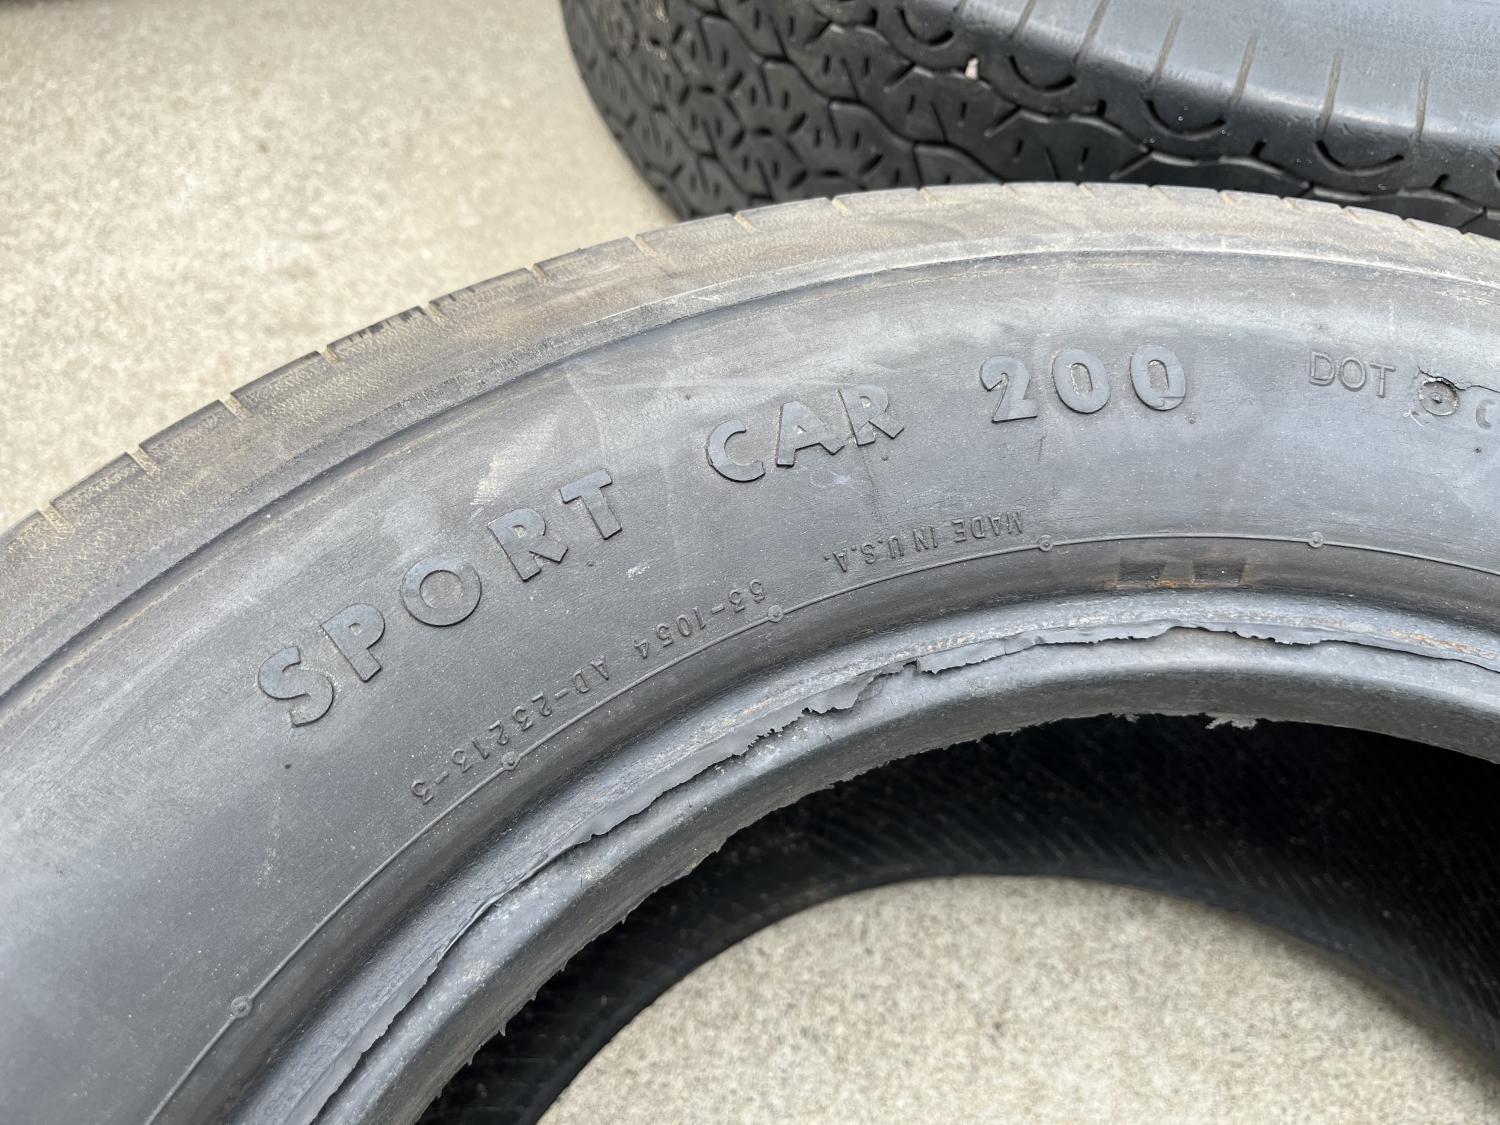 SPORT CAR 200
DOT
MADE IN U.S.A. 53-1054 AD-23213-3